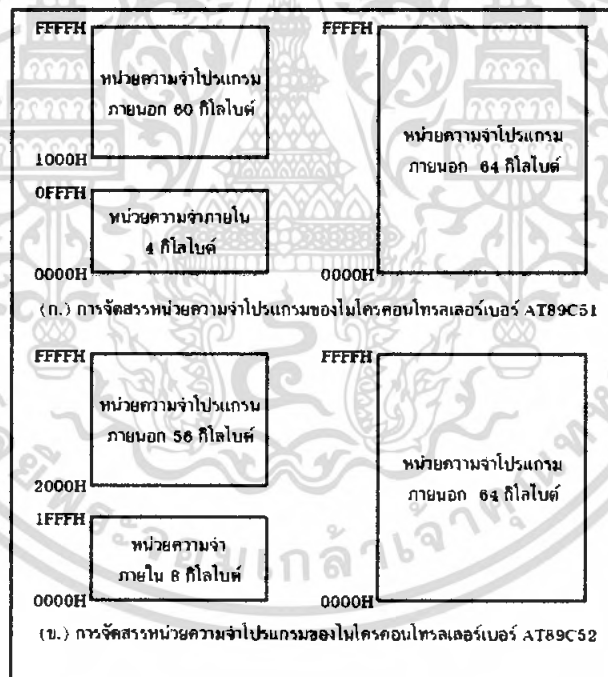 FFFFH
หน่วยความจำโปรแกรม
ภายนอก 60 กิโลไบต์
1000H
0FFFH
หน่วยความจำภายใน
4 กิโลไบต์
0000H
FFFFH
หน่วยความจำโปรแกรม
ภายนอก 64 กิโลไบต์
0000H
(ก.) การจัดสรรหน่วยความจำโปรแกรมของไมโครคอนโทรลเลอร์เบอร์ AT89C51
FFFFH
หน่วยความจำโปรแกรม
ภายนอก 56 กิโลไบต์
2000H
1FFFH
หน่วยความจำ
ภายใน 8 กิโลไบต์
0000H
FFFFH
หน่วยความจำโปรแกรม
ภายนอก 64 กิโลไบต์
0000H
(ข.) การจัดสรรหน่วยความจำโปรแกรมของไมโครคอนโทรลเลอร์เบอร์ AT89C52